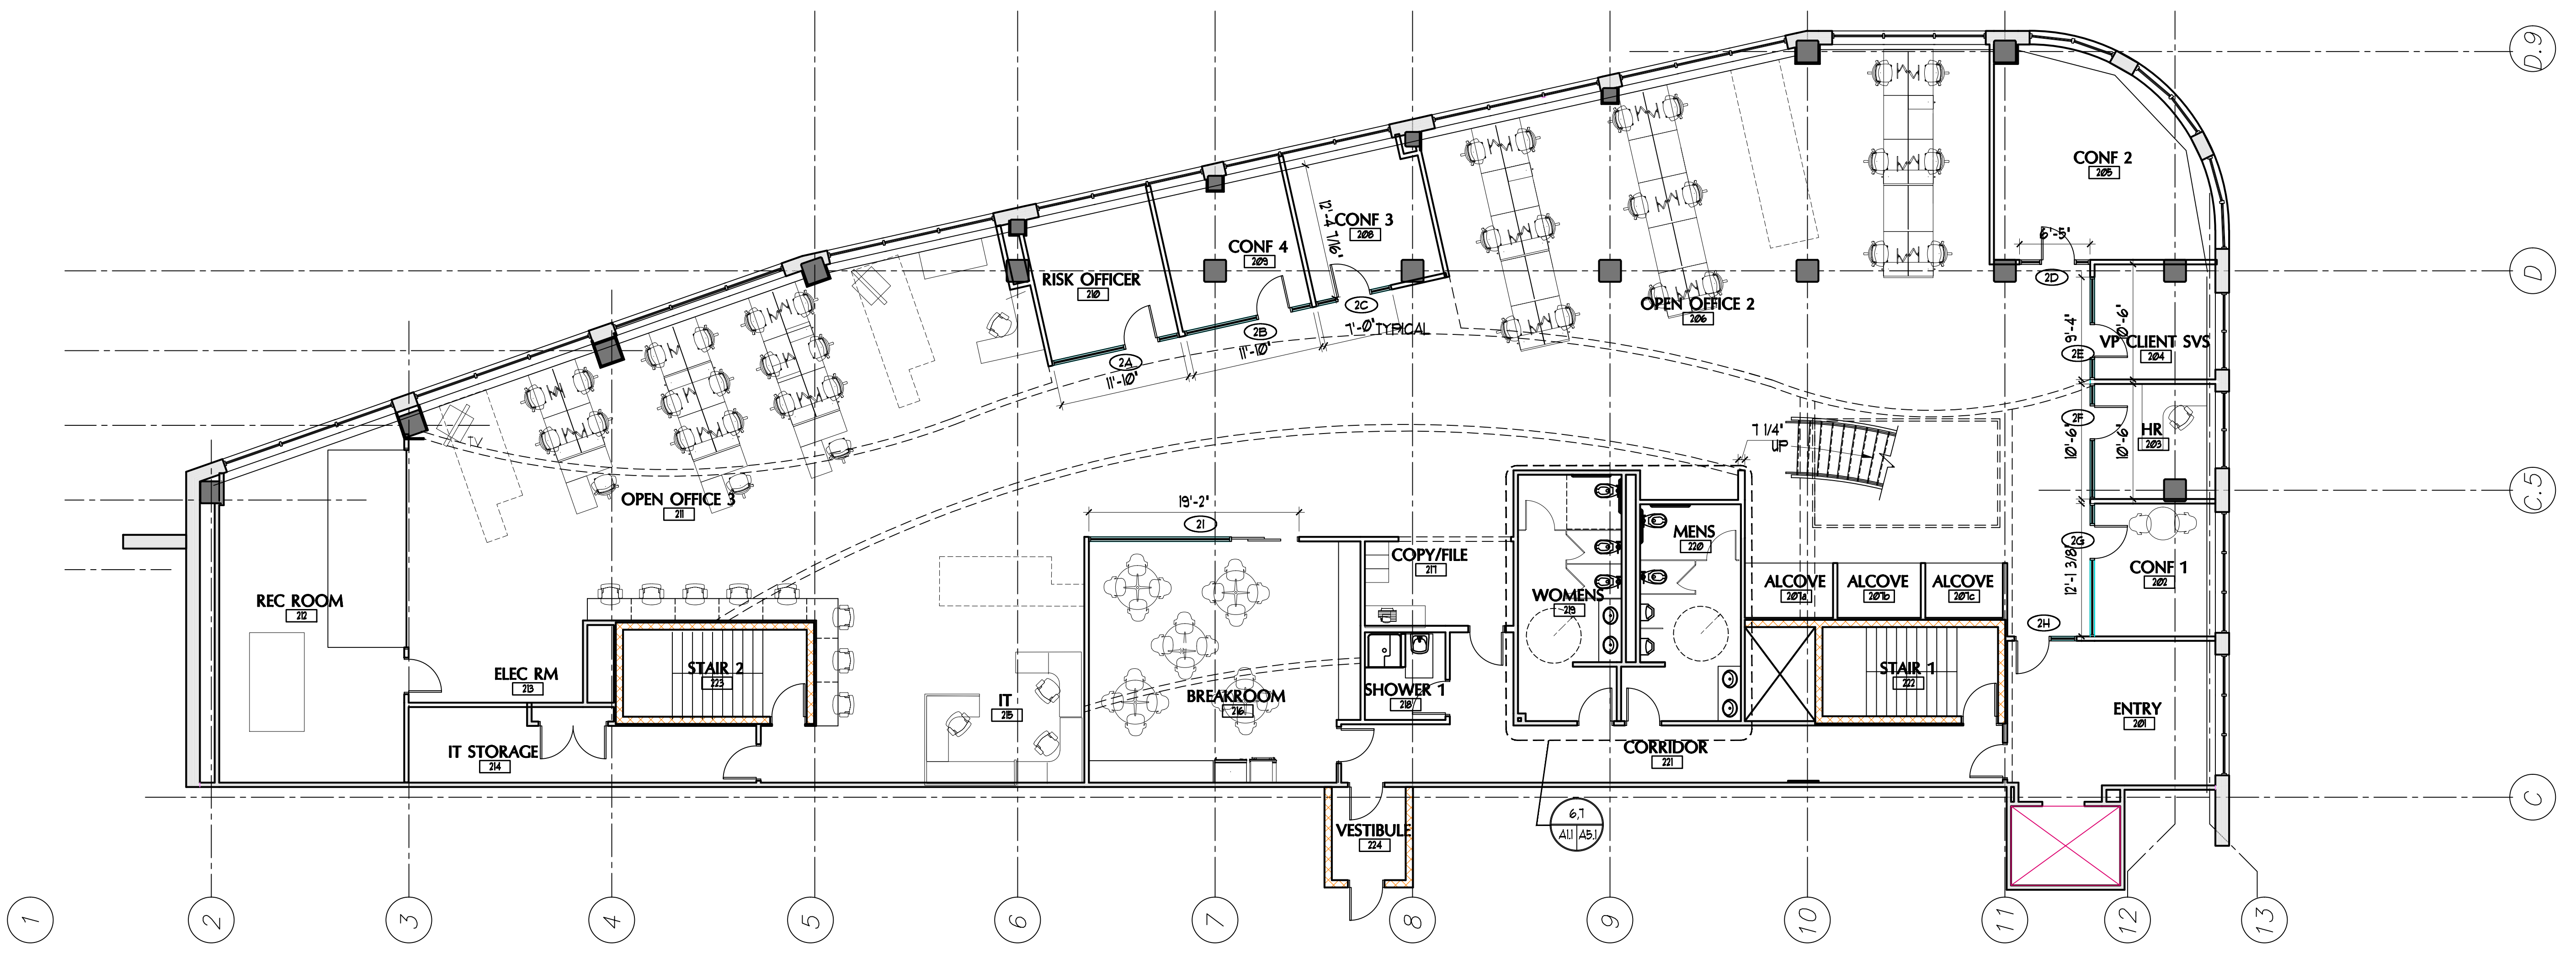 D.9
CONF 2
205
12'-4 7/16"
CONF 3
208
6'-5"
CONF 4
209
RISK OFFICER
210
D
2D
2C
OPEN OFFICE 2
206
7'-0" TYPICAL
2B
11'-10"
2A
11'-10"
9'-4"
10'-6"
VP CLIENT SVS
204
2E
2F
7 1/4"
UP
HR
203
10'-6"
10'-6"
TV
C.5
OPEN OFFICE 3
211
19'-2"
2I
MENS
220
2G
COPY/FILE
217
12'-1 3/8"
CONF 1
202
ALCOVE
207a
ALCOVE
207b
ALCOVE
207c
WOMENS
219
REC ROOM
212
2H
ELEC RM
213
STAIR 2
223
STAIR 1
222
SHOWER 1
218
BREAKROOM
216
IT
215
ENTRY
201
IT STORAGE
214
CORRIDOR
221
C
6,7
A1.1 A5.1
VESTIBULE
224
1
2
3
4
5
6
7
8
9
10
11
12
13